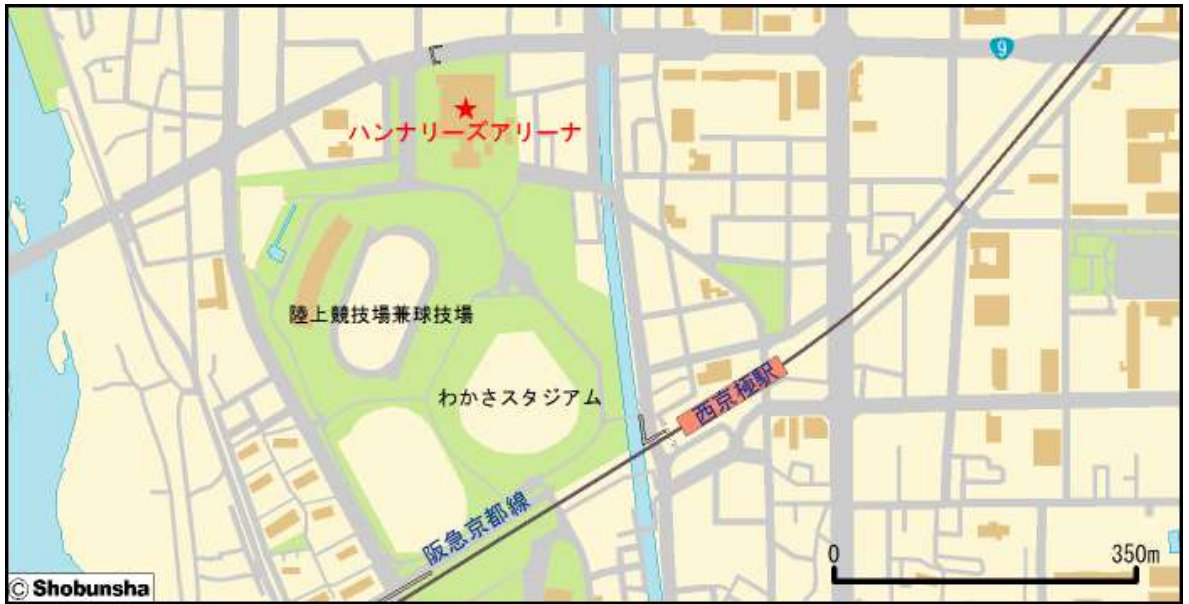 9
ハンナリーズアリーナ
陸上競技場兼球技場
わかさスタジアム
西京極駅
阪急京都線
0
350m
© Shobunsha